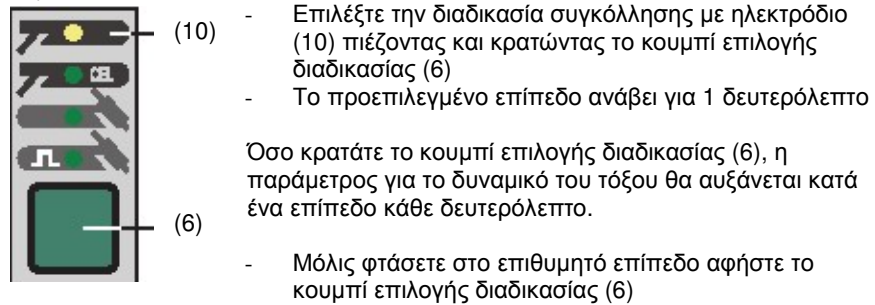 (10)
- Επιλέξτε την διαδικασία συγκόλλησης με ηλεκτρόδιο
(10) πιέζοντας και κρατώντας το κουμπί επιλογής
διαδικασίας (6)
- Το προεπιλεγμένο επίπεδο ανάβει για 1 δευτερόλεπτο
Όσο κρατάτε το κουμπί επιλογής διαδικασίας (6), η
παράμετρος για το δυναμικό του τόξου θα αυξάνεται κατά
ένα επίπεδο κάθε δευτερόλεπτο.
(6)
- Μόλις φτάσετε στο επιθυμητό επίπεδο αφήστε το
κουμπί επιλογής διαδικασίας (6)